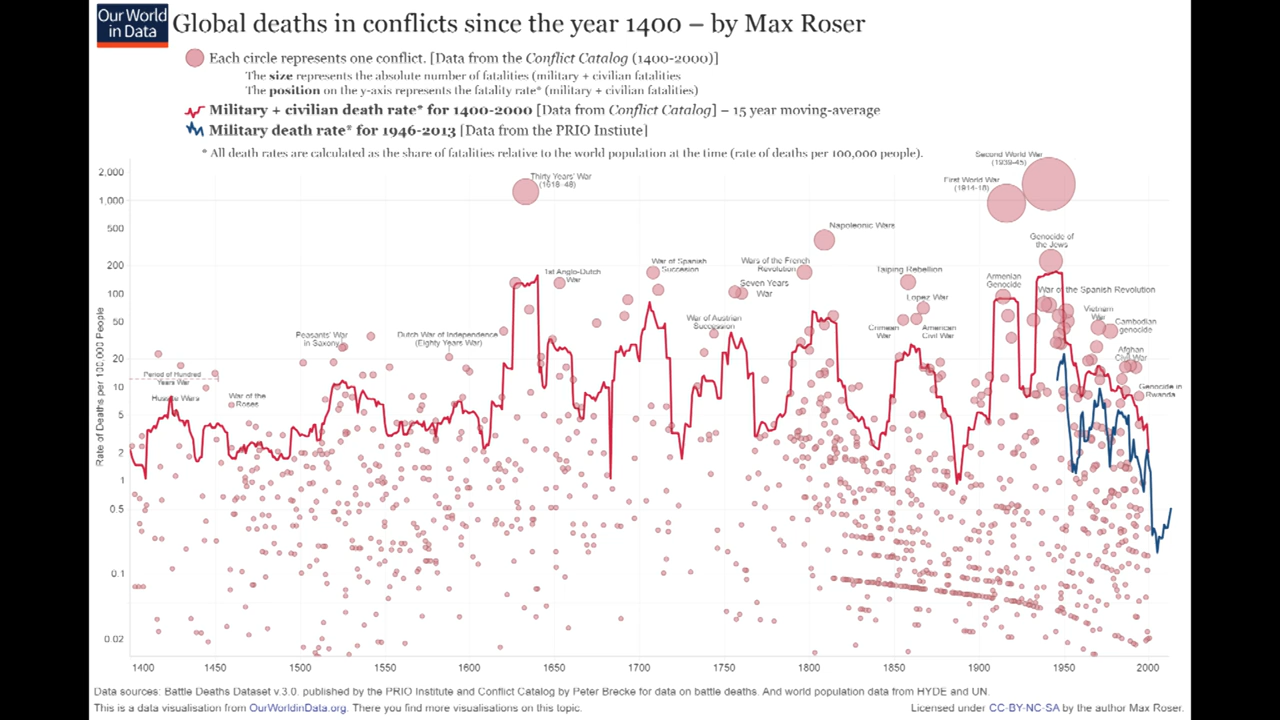 Our World
in Data
Global deaths in conflicts since the year 1400 – by Max Roser
Each circle represents one conflict. [Data from the Conflict Catalog (1400-2000)]
The size represents the absolute number of fatalities (military + civilian fatalities
The position on the y-axis represents the fatality rate* (military + civilian fatalities)
Military + civilian death rate* for 1400-2000 [Data from Conflict Catalog] – 15 year moving-average
Military death rate* for 1946-2013 [Data from the PRIO Instiute]
* All death rates are calculated as the share of fatalities relative to the world population at the time (rate of deaths per 100,000 people).
Second World War
(1939-45)
First World War
(1914-18)
Thirty Years' War
(1618-48)
Napoleonic Wars
Genocide of
the Jews
War of Spanish
Succesion
Wars of the French
Revolution
1st Anglo-Dutch
War
Seven Years
War
Taiping Rebellion
Armenian
Genocide
War of the Spanish Revolution
Lopez War
Vietnam
War
Cambodian
genocide
War of Austrian
Succession
Crimean
War
American
Civil War
Peasants' War
in Saxony
Dutch War of Independence
(Eighty Years War)
Afghan
Civil War
Period of Hundred
Years War
Hussite Wars
War of the
Roses
Genocide in
Rwanda
Rate of Deaths per 100,000 People
2,000
1,000
500
200
100
50
20
10
5
2
1
0.5
0.1
0.02
1400 1450 1500 1550 1600 1650 1700 1750 1800 1850 1900 1950 2000
Data sources: Battle Deaths Dataset v.3.0. published by the PRIO Institute and Conflict Catalog by Peter Brecke for data on battle deaths. And world population data from HYDE and UN.
This is a data visualisation from OurWorldinData.org. There you find more visualisations on this topic.
Licensed under CC-BY-NC-SA by the author Max Roser.